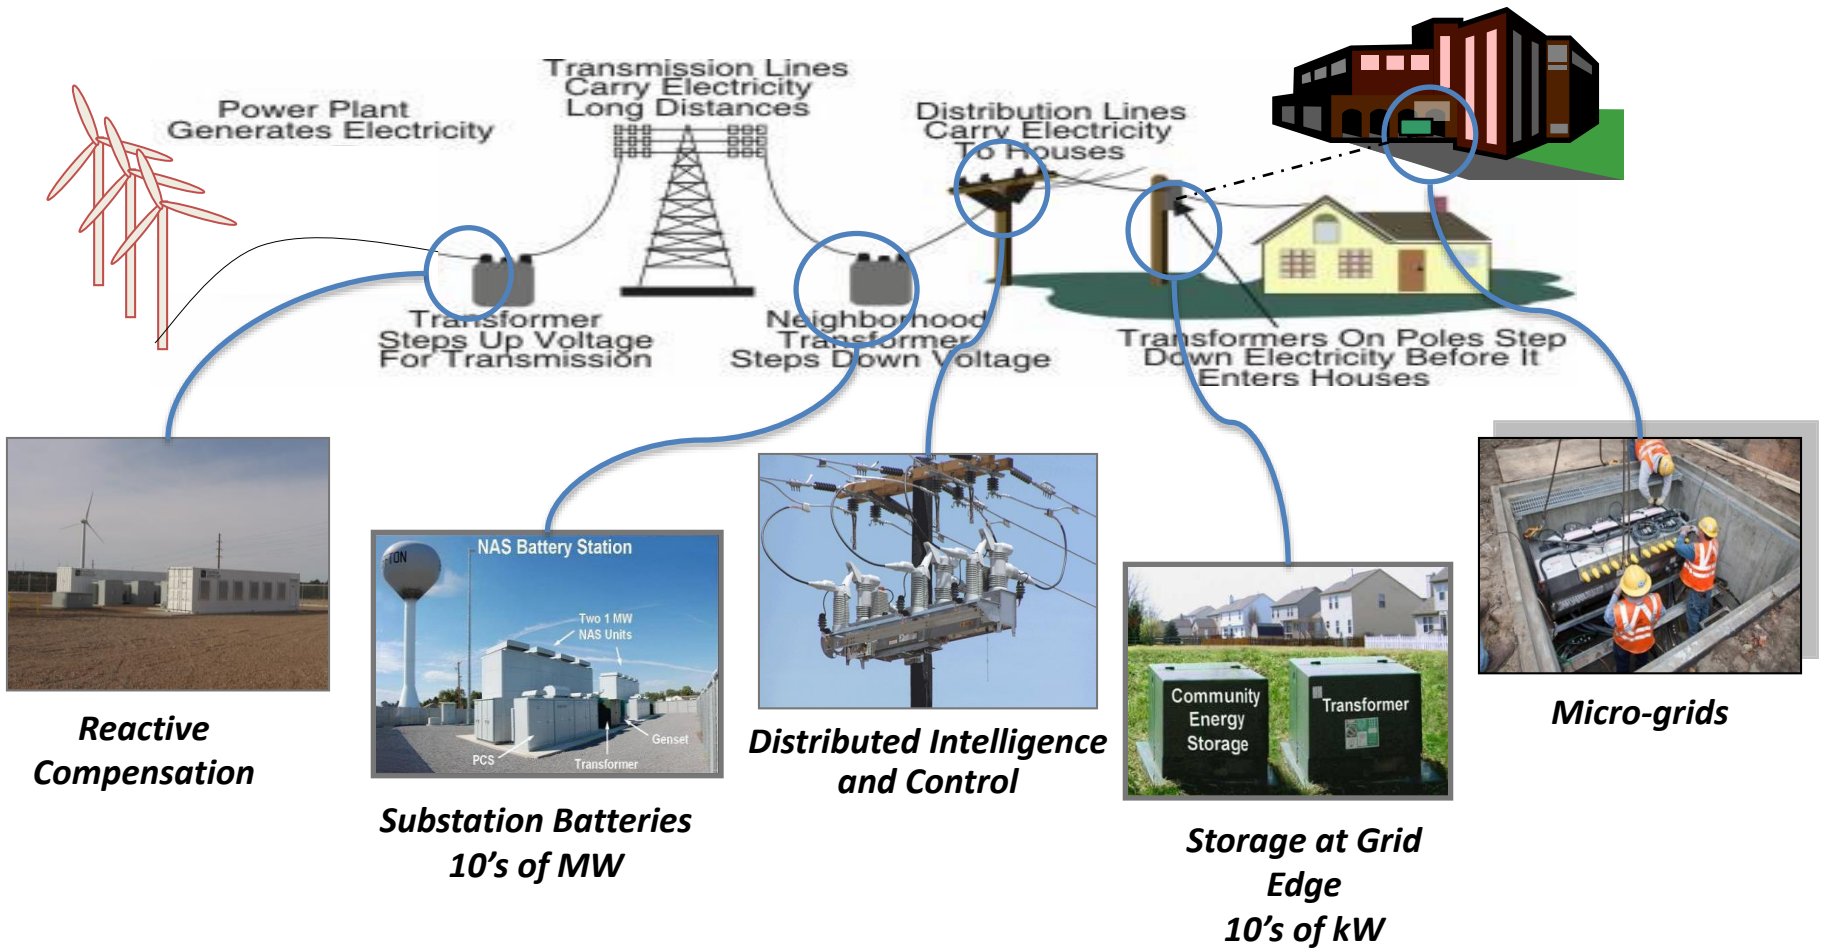 Power Plant
Generates Electricity
Transmission Lines
Carry Electricity
Long Distances
Distribution Lines
Carry Electricity
To Houses
Transformer
Steps Up Voltage
For Transmission
Neighborhood
Transformer
Steps Down Voltage
Transformers On Poles Step
Down Electricity Before It
Enters Houses
Reactive
Compensation
TON
NAS Battery Station
Two 1 MW
NAS Units
PCS
Transformer
Genset
Substation Batteries
10’s of MW
Distributed Intelligence
and Control
Community
Energy
Storage
Transformer
Storage at Grid
Edge
10’s of kW
Micro-grids